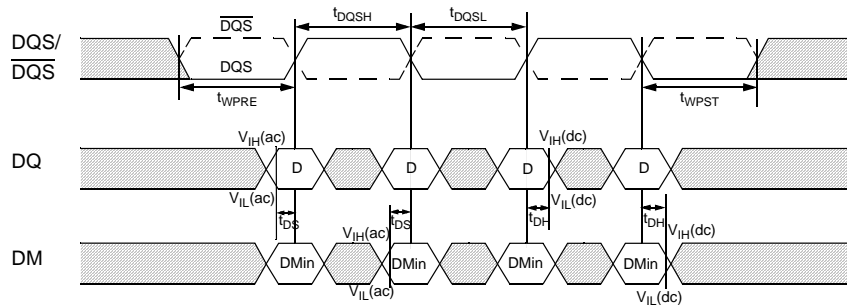 DQS
tDQSH
tDQSL
DQS/
DQS
DQS
tWPRE
tWPST
VIH(ac)
VIH(dc)
DQ
D
D
D
D
VIL(ac)
VIL(dc)
tDS
VIH(ac)
tDS
tDH
tDH
VIH(dc)
DM
DMin
DMin
DMin
DMin
VIL(ac)
VIL(dc)